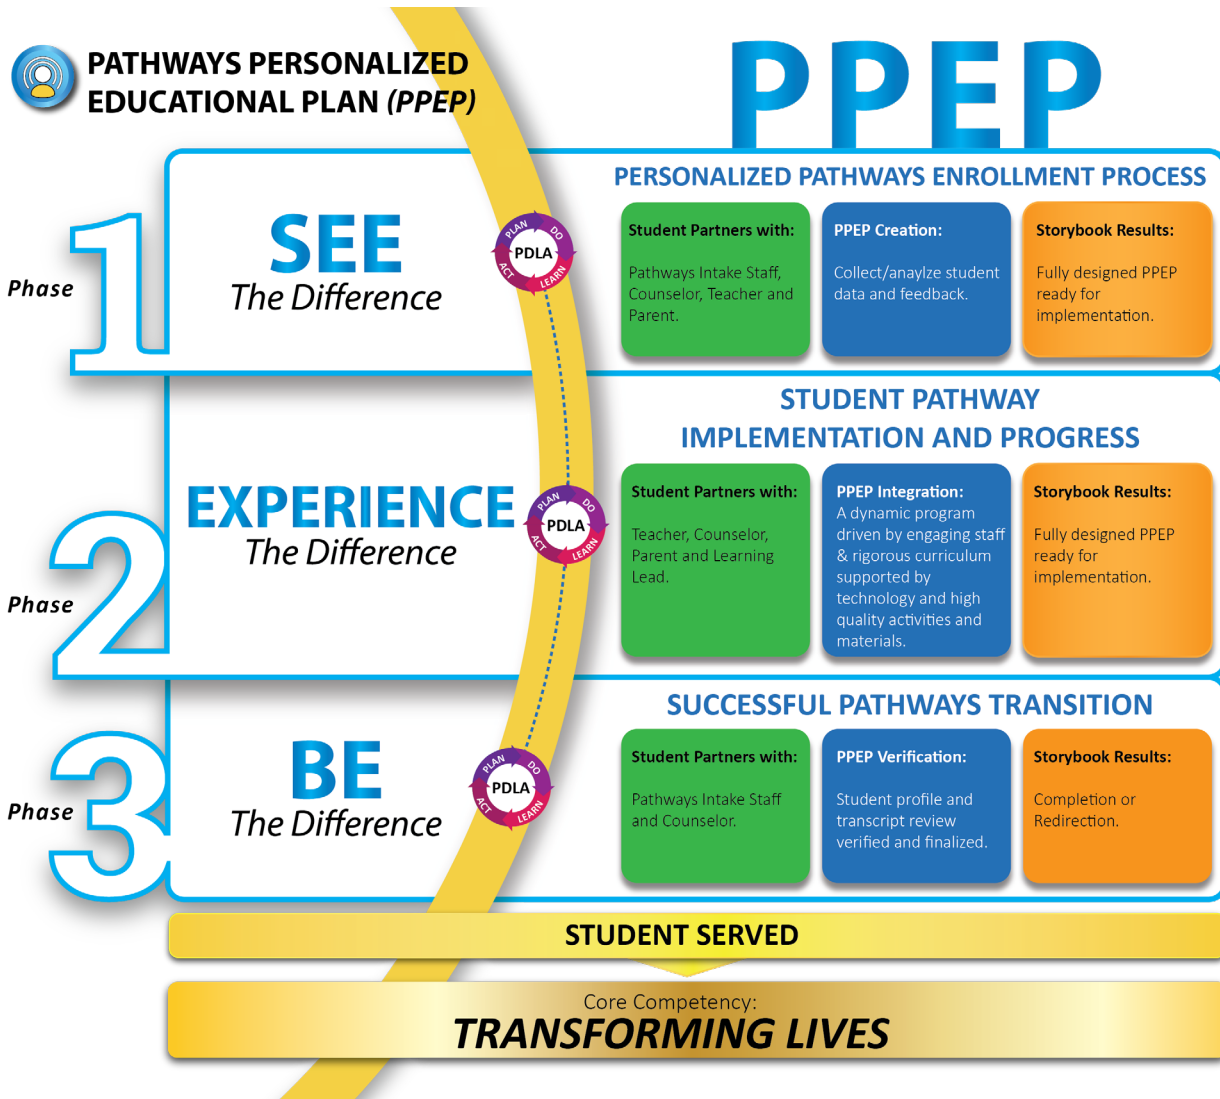 PATHWAYS PERSONALIZED
EDUCATIONAL PLAN (PPEP)
PPEP
Phase
1
SEE
The Difference
PLAN
DO
LEARN
ACT
PDLA
PERSONALIZED PATHWAYS ENROLLMENT PROCESS
Student Partners with:
Pathways Intake Staff,
Counselor, Teacher and
Parent.
PPEP Creation:
Collect/anaylze student
data and feedback.
Storybook Results:
Fully designed PPEP
ready for
implementation.
Phase
2
EXPERIENCE
The Difference
PLAN
DO
LEARN
ACT
PDLA
STUDENT PATHWAY
IMPLEMENTATION AND PROGRESS
Student Partners with:
Teacher, Counselor,
Parent and Learning
Lead.
PPEP Integration:
A dynamic program
driven by engaging staff
& rigorous curriculum
supported by
technology and high
quality activities and
materials.
Storybook Results:
Fully designed PPEP
ready for
implementation.
Phase
3
BE
The Difference
PLAN
DO
LEARN
ACT
PDLA
SUCCESSFUL PATHWAYS TRANSITION
Student Partners with:
Pathways Intake Staff
and Counselor.
PPEP Verification:
Student profile and
transcript review
verified and finalized.
Storybook Results:
Completion or
Redirection.
STUDENT SERVED
Core Competency:
TRANSFORMING LIVES